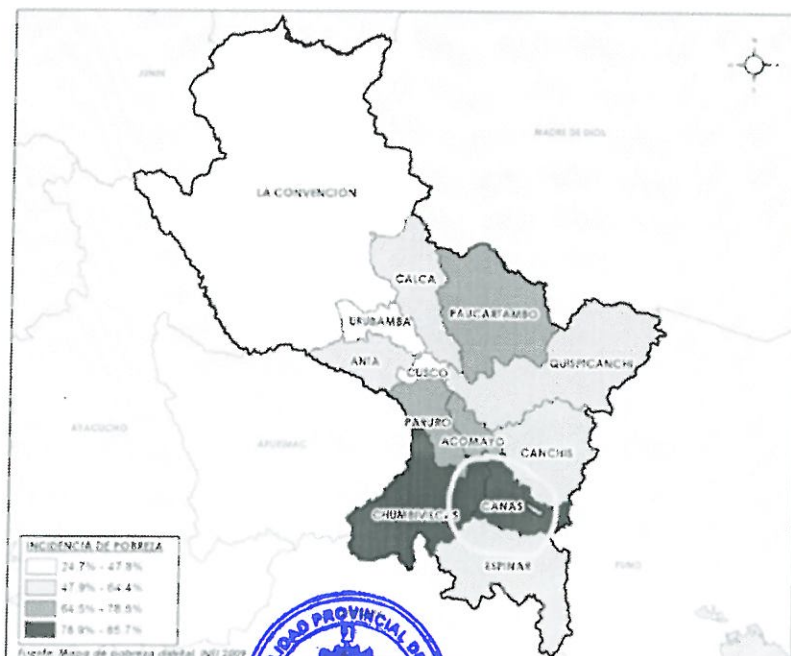 JUNIN
MADRE DE DIOS
LA CONVENCIÓN
CALCA
PAUCARTAMBO
URUBAMBA
ANTA
CUSCO
QUISPICANCHI
AYACUCHO
APURIMAC
PARURO
ACOMAYO
CANCHIS
CANAS
CHUMBIVILCAS
ESPINAR
PUNO
INCIDENCIA DE POBREZA
24.7% - 47.8%
47.9% - 64.4%
64.5% - 78.8%
78.9% - 85.7%
Fuente: Mapa de pobreza distrital, INEI 2009
PROVINCIAL